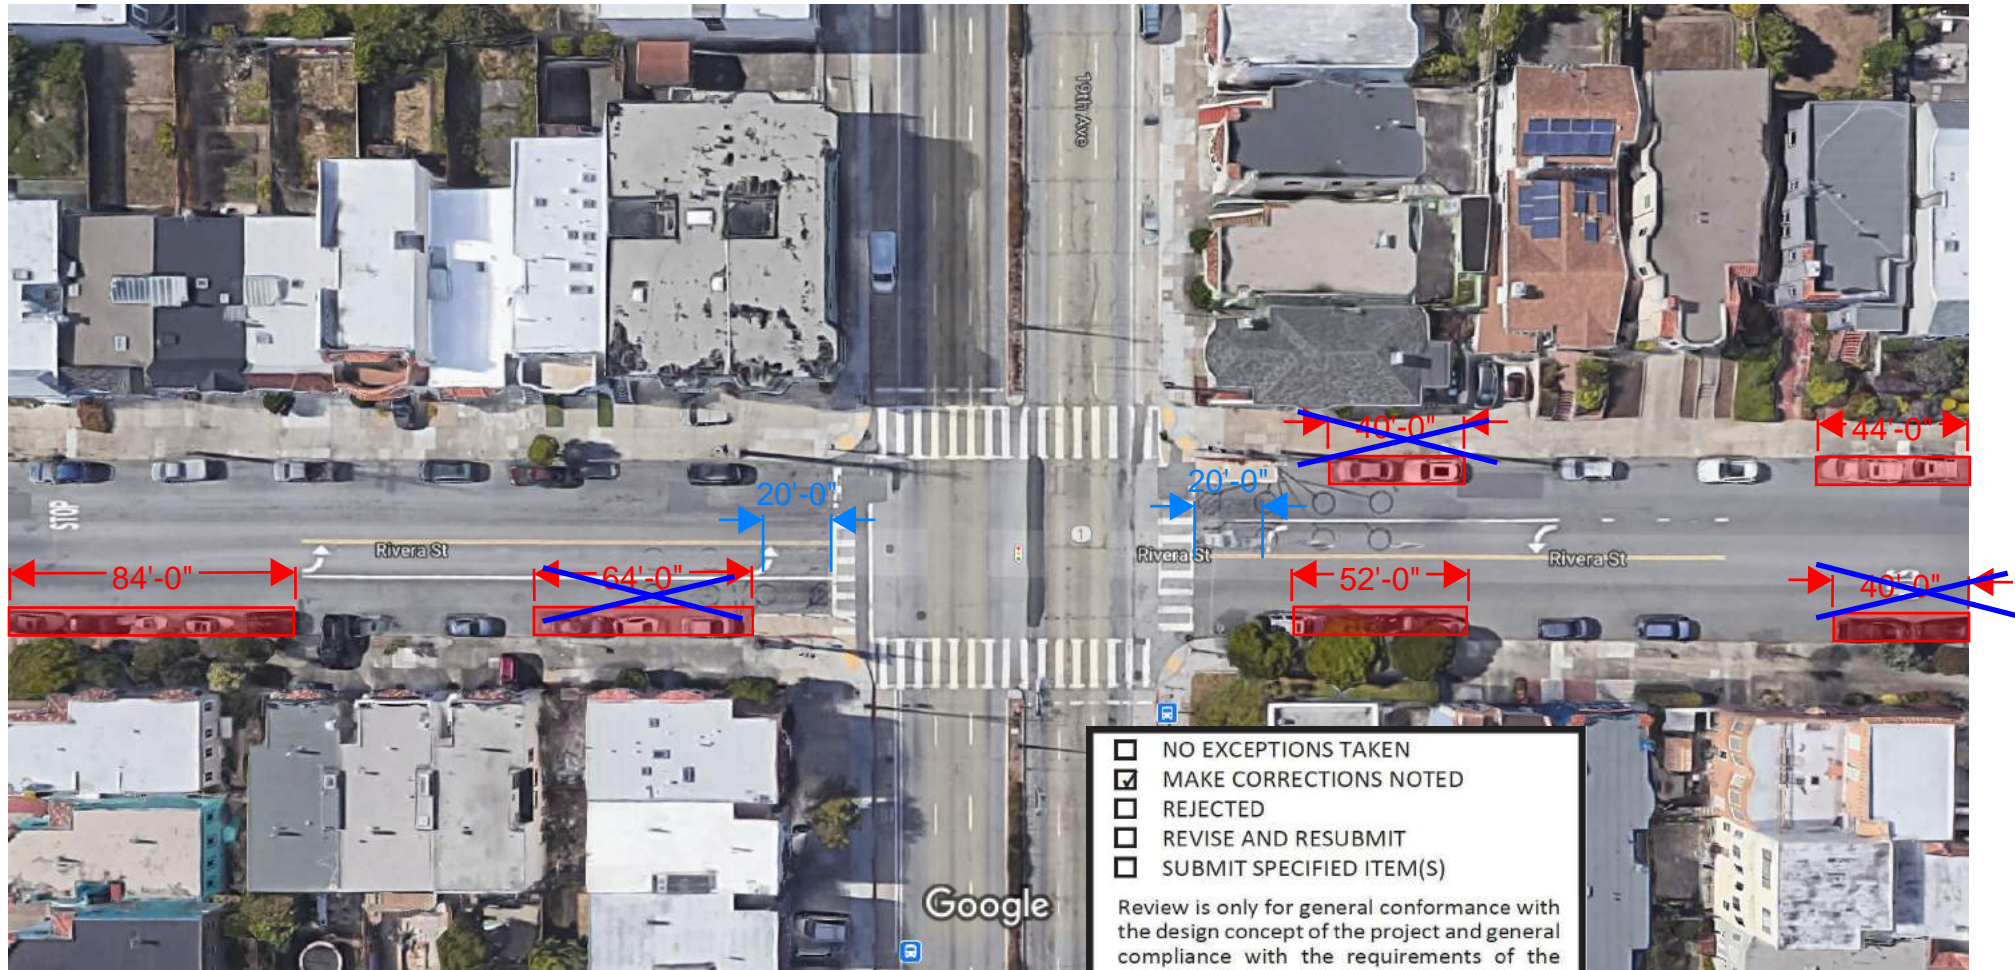 19th Ave
40'-0"
44'-0"
20'-0"
20'-0"
STOP
Rivera St
Rivera St
Rivera St
1
84'-0"
64'-0"
52'-0"
40'-0"
NO EXCEPTIONS TAKEN
MAKE CORRECTIONS NOTED
REJECTED
REVISE AND RESUBMIT
SUBMIT SPECIFIED ITEM(S)
Google
Review is only for general conformance with
the design concept of the project and general
compliance with the requirements of the